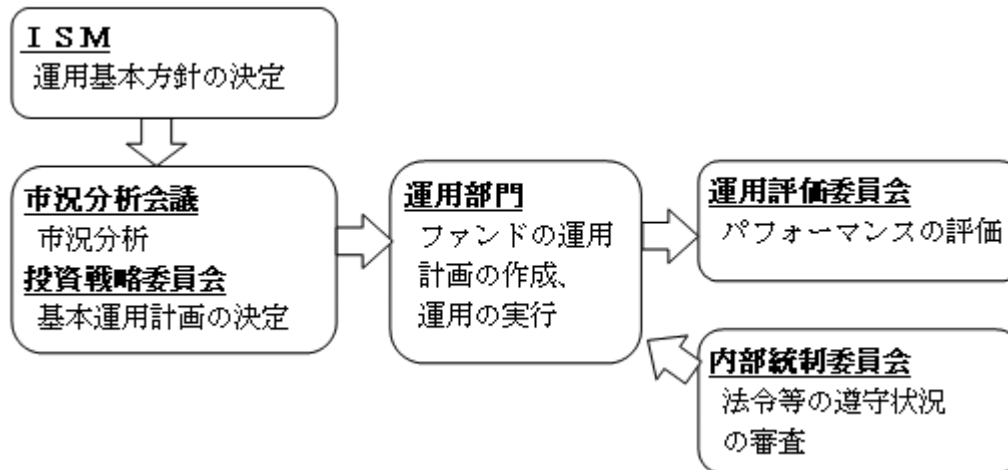 ＩＳＭ
運用基本方針の決定
市況分析会議
市況分析
投資戦略委員会
基本運用計画の決定
運用部門
ファンドの運用
計画の作成、
運用の実行
運用評価委員会
パフォーマンスの評価
内部統制委員会
法令等の遵守状況
の審査